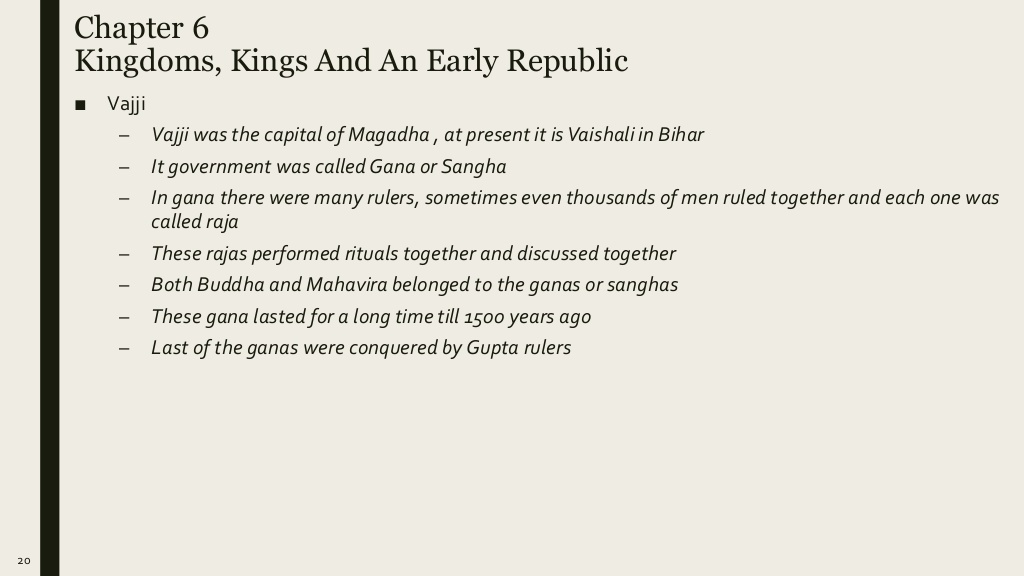 Chapter 6
Kingdoms, Kings And An Early Republic
■ Vajji
– Vajji was the capital of Magadha , at present it is Vaishali in Bihar
– It government was called Gana or Sangha
– In gana there were many rulers, sometimes even thousands of men ruled together and each one was
called raja
– These rajas performed rituals together and discussed together
– Both Buddha and Mahavira belonged to the ganas or sanghas
– These gana lasted for a long time till 1500 years ago
– Last of the ganas were conquered by Gupta rulers
20